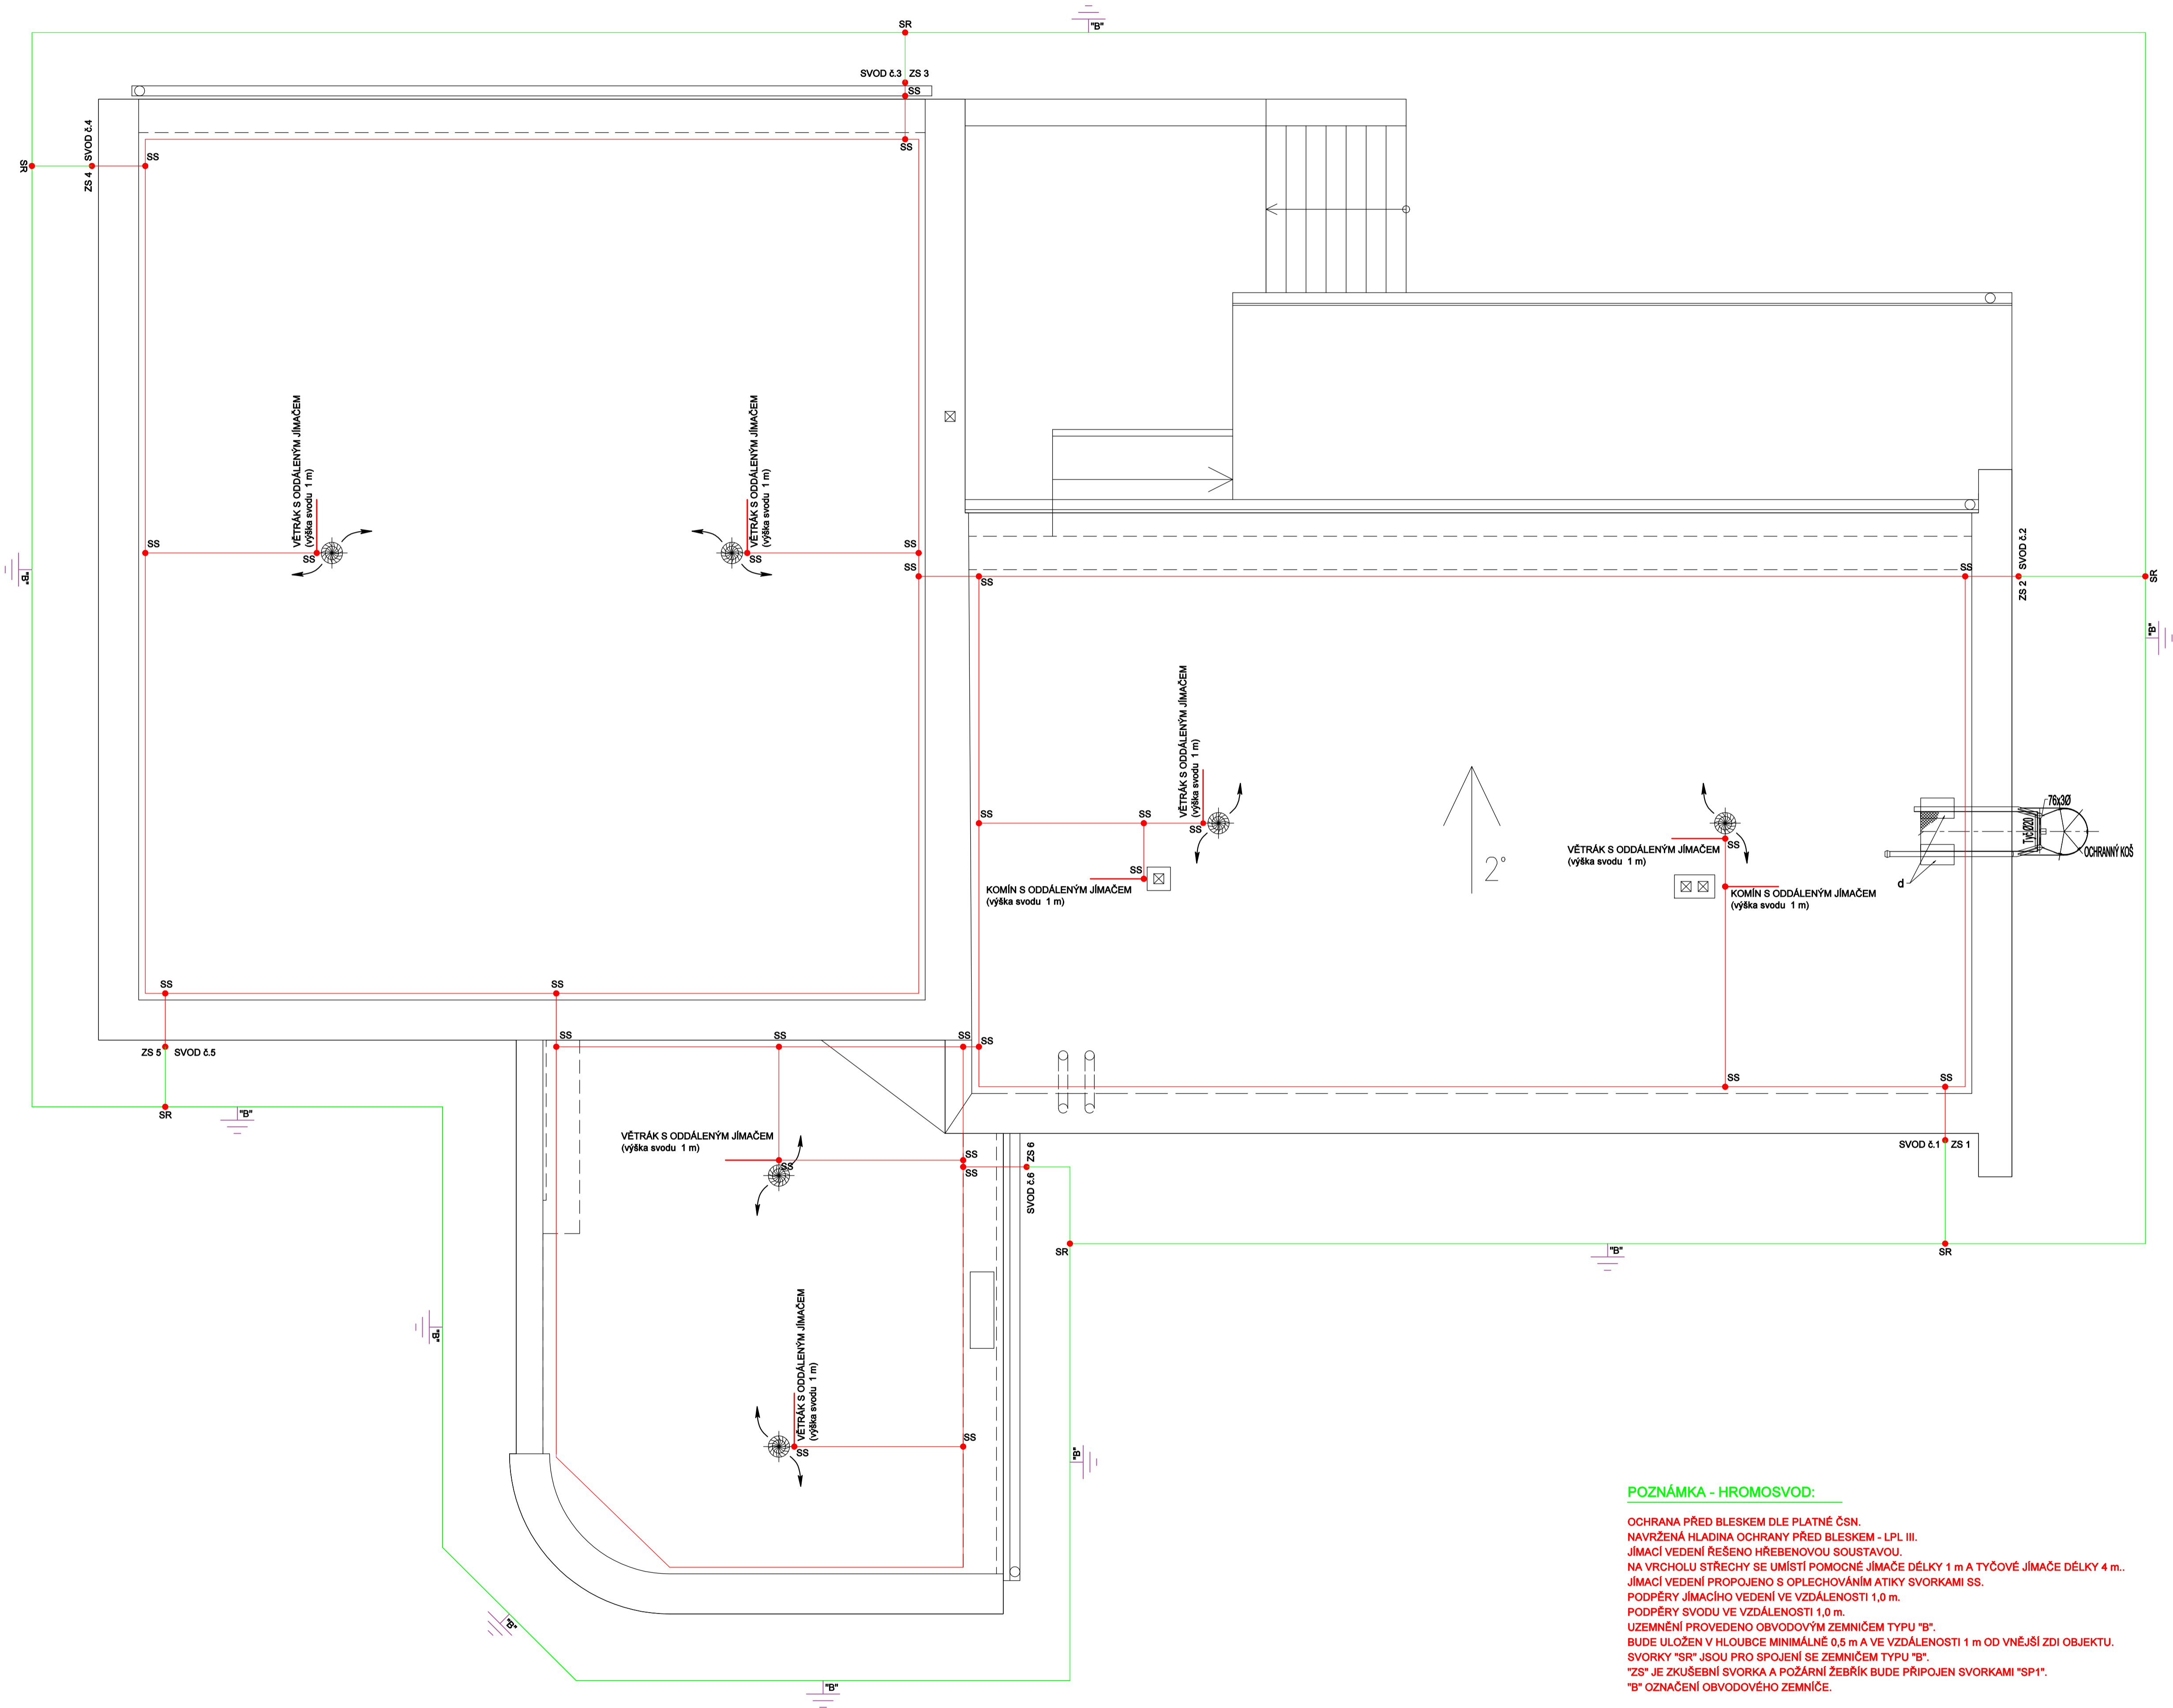 "B"
SR
SVOD č.3 ZS 3
SS
SS
ZS 4 SVOD č.4
SR
SS
VĚTRÁK S ODDÁLENÝM JÍMAČEM
(výška svodu 1 m)
VĚTRÁK S ODDÁLENÝM JÍMAČEM
(výška svodu 1 m)
SS
SS
SS
SS
SS
SS
SS
ZS 2 SVOD č.2
SR
"B"
"B"
VĚTRÁK S ODDÁLENÝM JÍMAČEM
(výška svodu 1 m)
SS
SS
SS
SS
KOMÍN S ODDÁLENÝM JÍMAČEM
(výška svodu 1 m)
2°
VĚTRÁK S ODDÁLENÝM JÍMAČEM
(výška svodu 1 m)
SS
KOMÍN S ODDÁLENÝM JÍMAČEM
(výška svodu 1 m)
76x3Ø
Tyč Ø20
OCHRANNÝ KOŠ
d
SS
SS
SS
SS
SS
ZS 5 SVOD č.5
SR
"B"
SS
SS
SVOD č.1 ZS 1
VĚTRÁK S ODDÁLENÝM JÍMAČEM
(výška svodu 1 m)
SS
SS
SS
SVOD č.6 ZS 6
SR
"B"
SR
"B"
VĚTRÁK S ODDÁLENÝM JÍMAČEM
(výška svodu 1 m)
SS
SS
"B"
"B"
"B"
POZNÁMKA - HROMOSVOD:
OCHRANA PŘED BLESKEM DLE PLATNÉ ČSN.
NAVRŽENÁ HLADINA OCHRANY PŘED BLESKEM - LPL III.
JÍMACÍ VEDENÍ ŘEŠENO HŘEBENOVOU SOUSTAVOU.
NA VRCHOLU STŘECHY SE UMÍSTÍ POMOCNÉ JÍMAČE DÉLKY 1 m A TYČOVÉ JÍMAČE DÉLKY 4 m..
JÍMACÍ VEDENÍ PROPOJENO S OPLECHOVÁNÍM ATIKY SVORKAMI SS.
PODPĚRY JÍMACÍHO VEDENÍ VE VZDÁLENOSTI 1,0 m.
PODPĚRY SVODU VE VZDÁLENOSTI 1,0 m.
UZEMNĚNÍ PROVEDENO OBVODOVÝM ZEMNIČEM TYPU "B".
BUDE ULOŽEN V HLOUBCE MINIMÁLNĚ 0,5 m A VE VZDÁLENOSTI 1 m OD VNĚJŠÍ ZDI OBJEKTU.
SVORKY "SR" JSOU PRO SPOJENÍ SE ZEMNIČEM TYPU "B".
"ZS" JE ZKUŠEBNÍ SVORKA A POŽÁRNÍ ŽEBŘÍK BUDE PŘIPOJEN SVORKAMI "SP1".
"B" OZNAČENÍ OBVODOVÉHO ZEMNÍČE.